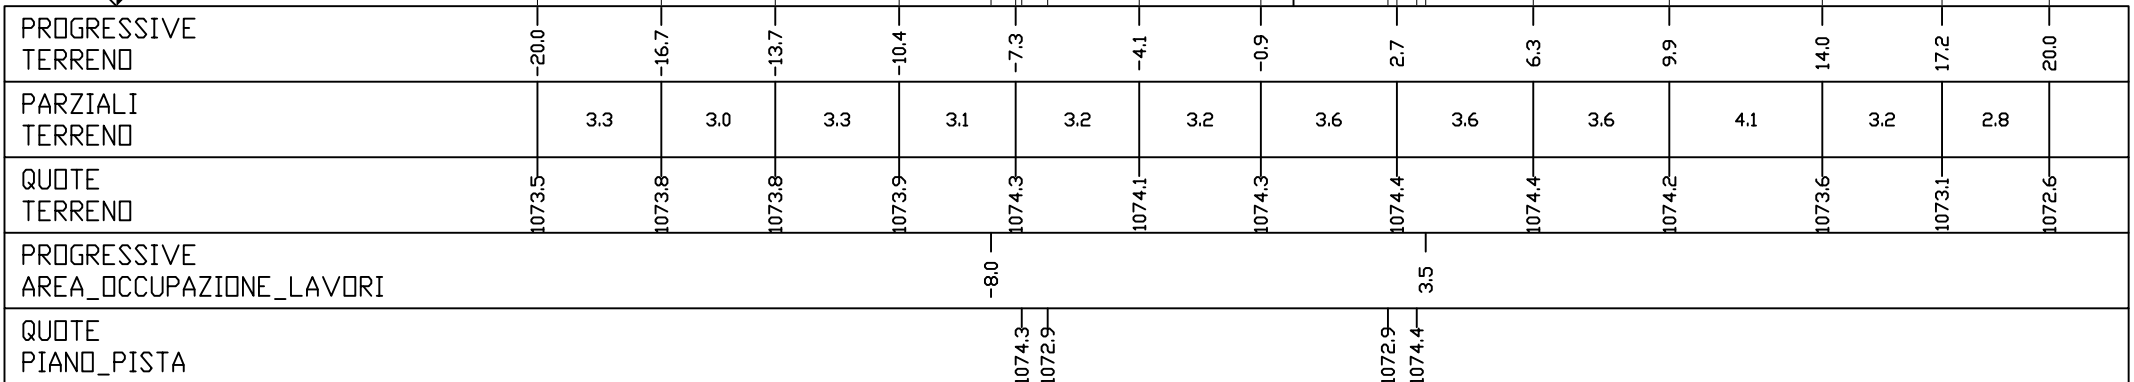 PROGRESSIVE
TERRENO
-20.0 -16.7 -13.7 -10.4 -7.3 -4.1 -0.9 2.7 6.3 9.9 14.0 17.2 20.0
PARZIALI
TERRENO
3.3 3.0 3.3 3.1 3.2 3.2 3.6 3.6 3.6 4.1 3.2 2.8
QUOTE
TERRENO
1073.5 1073.8 1073.8 1073.9 1074.3 1074.1 1074.3 1074.4 1074.4 1074.2 1073.6 1073.1 1072.6
PROGRESSIVE
AREA_OCCUPAZIONE_LAVORI
-8.0 3.5
QUOTE
PIANO_PISTA
1074.3 1072.9 1072.9 1074.4